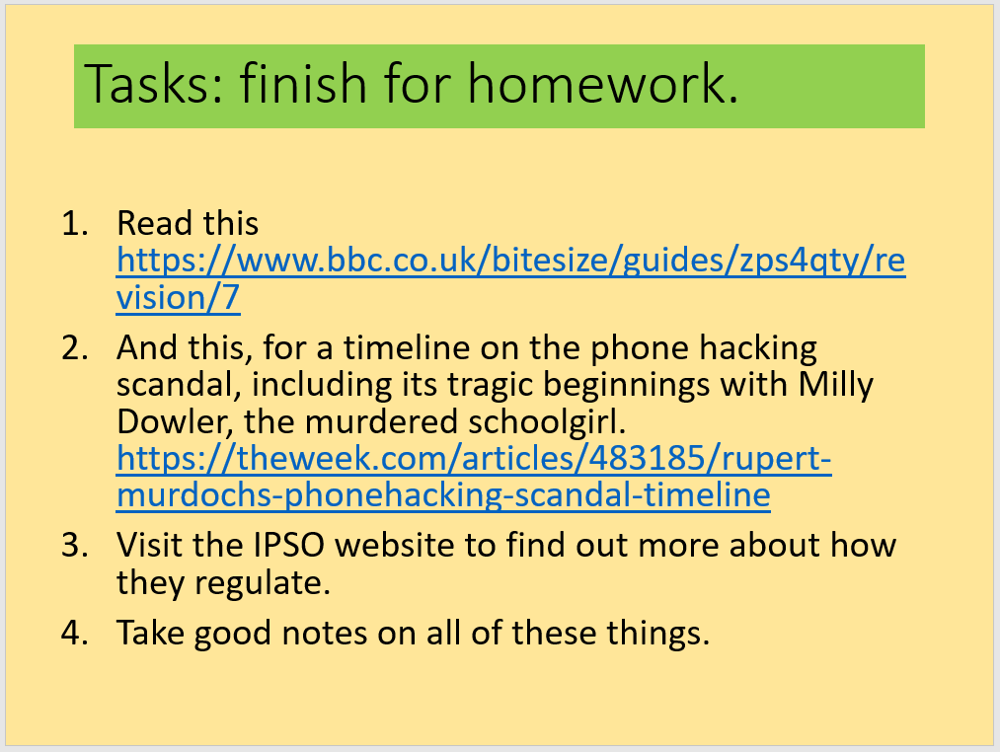 Tasks: finish for homework.
1. Read this
https://www.bbc.co.uk/bitesize/guides/zps4qty/re
vision/7
2. And this, for a timeline on the phone hacking
scandal, including its tragic beginnings with Milly
Dowler, the murdered schoolgirl.
https://theweek.com/articles/483185/rupert-
murdochs-phonehacking-scandal-timeline
3. Visit the IPSO website to find out more about how
they regulate.
4. Take good notes on all of these things.